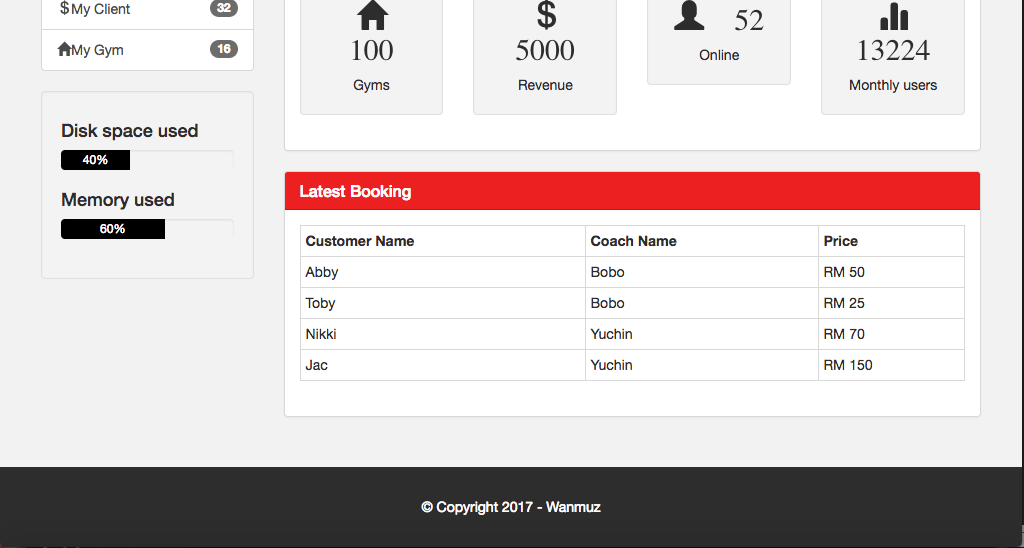 $ My Client 32
My Gym 16
Disk space used
40%
Memory used
60%
100
Gyms
$
5000
Revenue
52
Online
13224
Monthly users
Latest Booking
Customer Name Coach Name Price
Abby Bobo RM 50
Toby Bobo RM 25
Nikki Yuchin RM 70
Jac Yuchin RM 150
© Copyright 2017 - Wanmuz